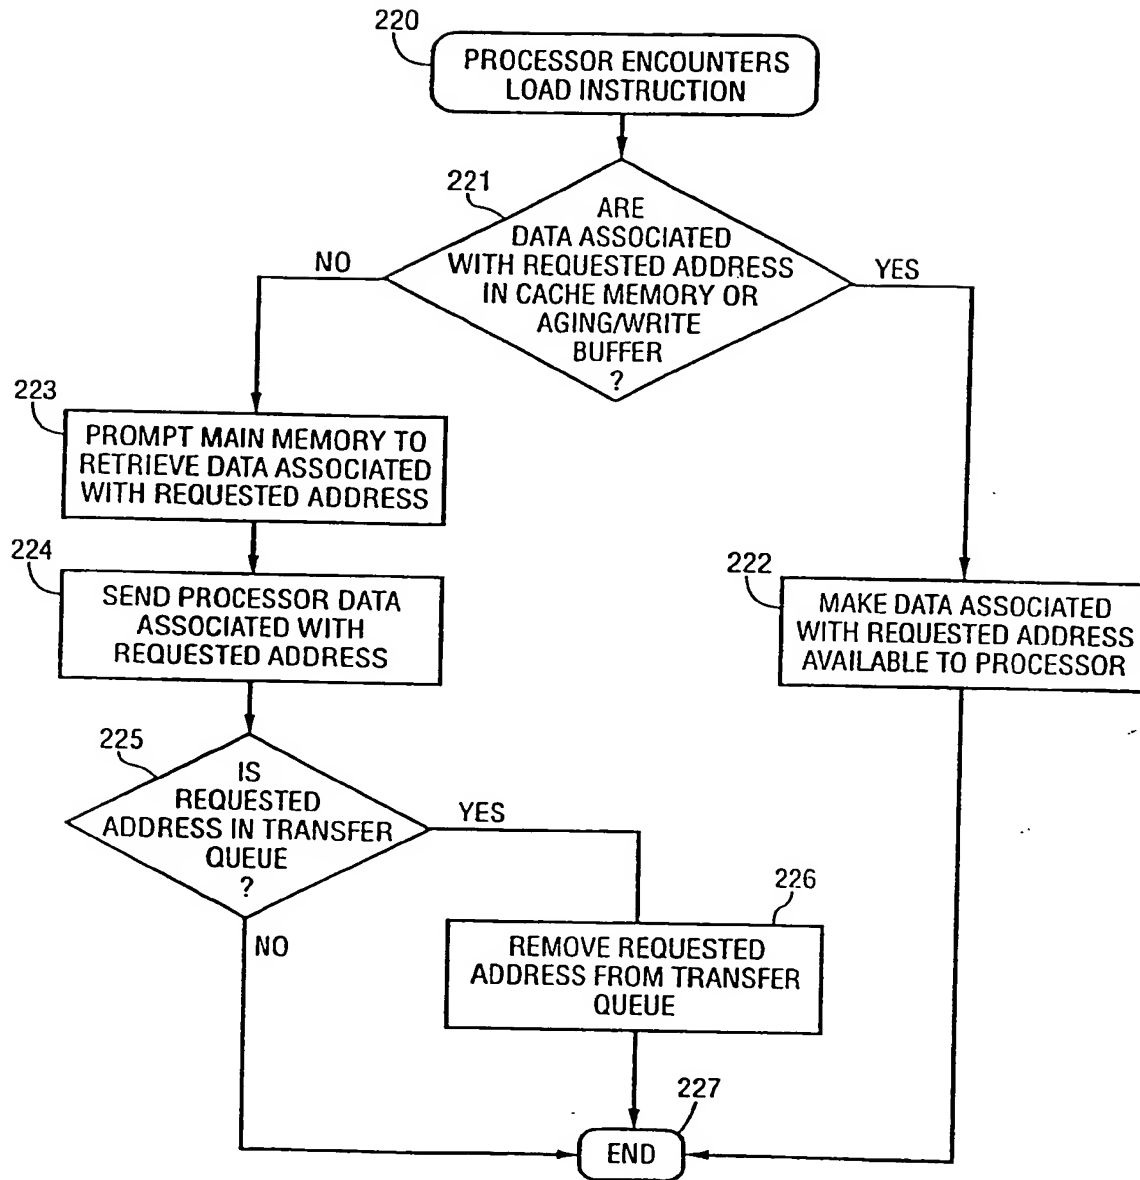 220
PROCESSOR ENCOUNTERS
LOAD INSTRUCTION
221
ARE
DATA ASSOCIATED
WITH REQUESTED ADDRESS
IN CACHE MEMORY OR
AGING/WRITE
BUFFER
?
NO
YES
223
PROMPT MAIN MEMORY TO
RETRIEVE DATA ASSOCIATED
WITH REQUESTED ADDRESS
224
SEND PROCESSOR DATA
ASSOCIATED WITH
REQUESTED ADDRESS
222
MAKE DATA ASSOCIATED
WITH REQUESTED ADDRESS
AVAILABLE TO PROCESSOR
225
IS
REQUESTED
ADDRESS IN TRANSFER
QUEUE
?
YES
NO
226
REMOVE REQUESTED
ADDRESS FROM TRANSFER
QUEUE
227
END